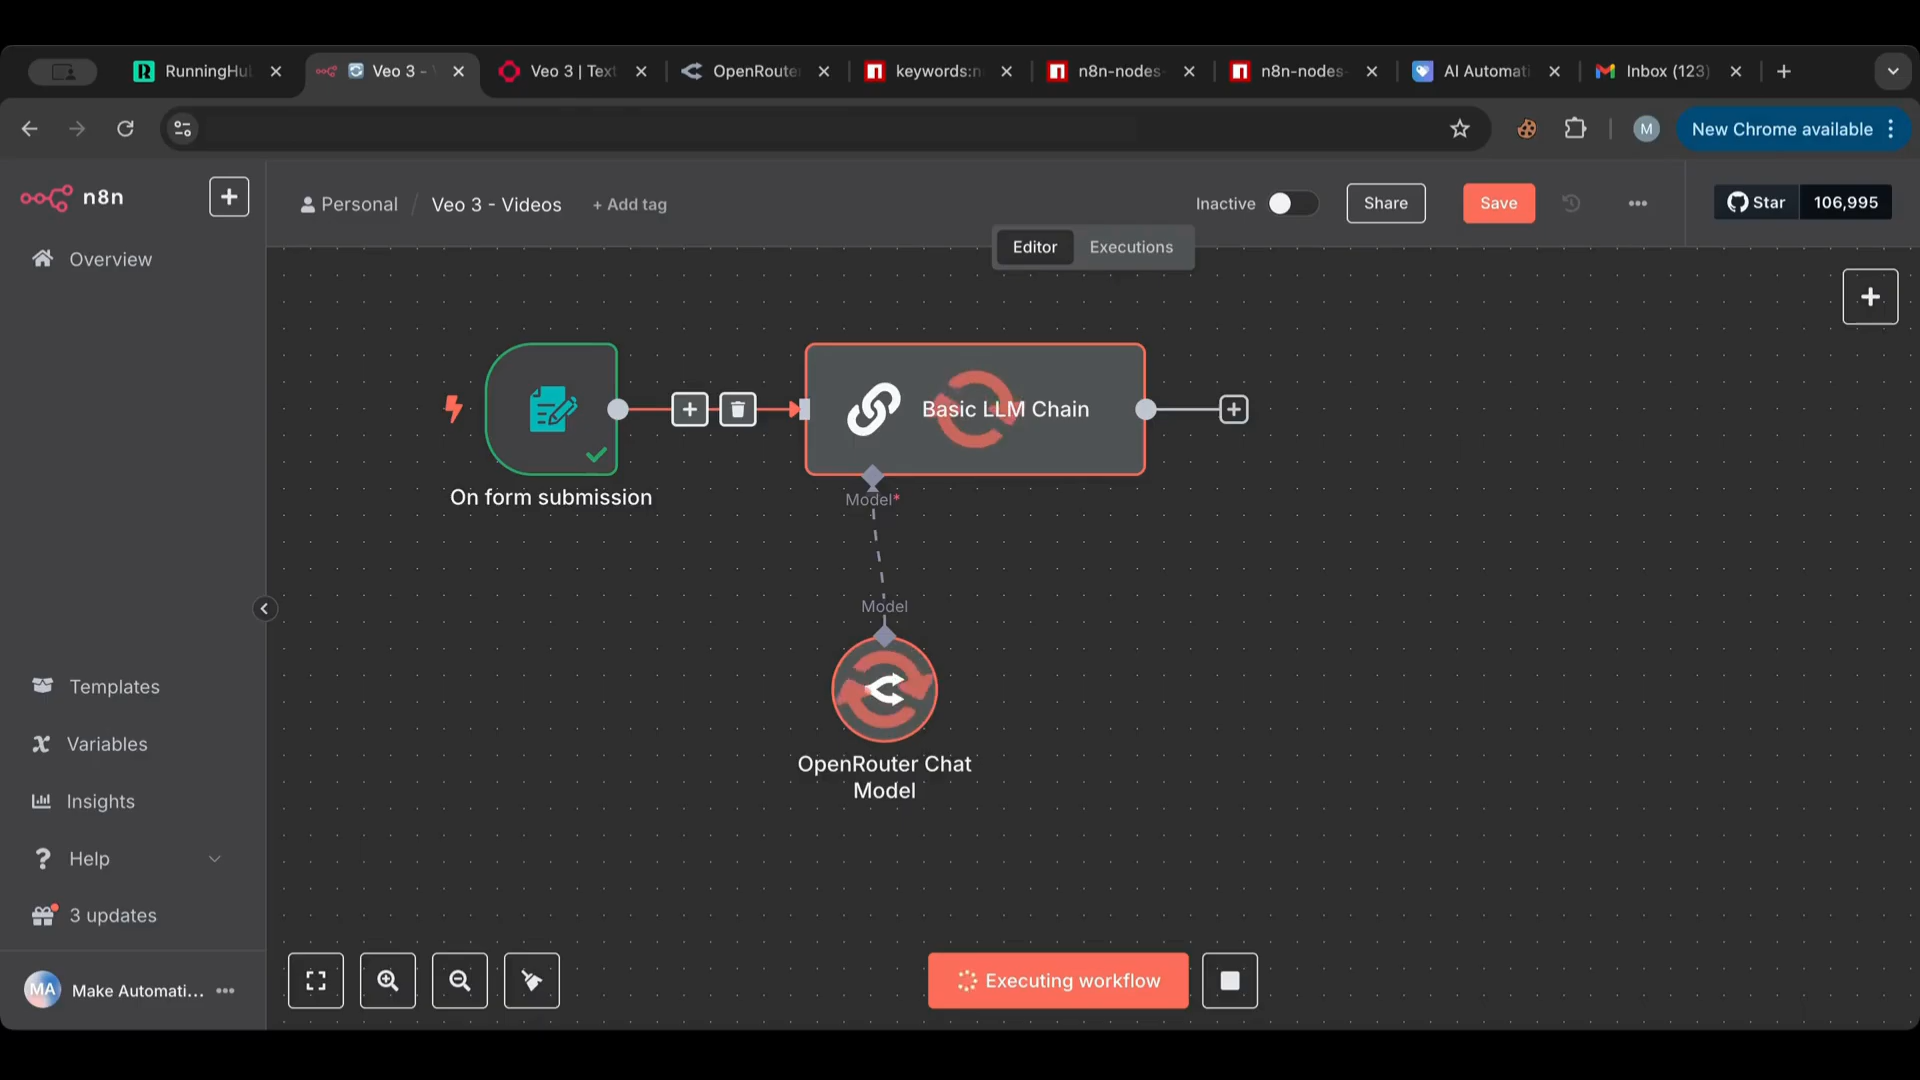 RunningHu
Veo 3 -
Veo 3 | Text
OpenRoute
keywords:n
n8n-nodes-
n8n-nodes-
AI Automati
Inbox (123)
M
New Chrome available
n8n
Personal / Veo 3 - Videos + Add tag
Inactive
Share
Save
Star 106,995
Editor Executions
Overview
Basic LLM Chain
On form submission
Model*
Model
OpenRouter Chat
Model
Templates
Variables
Insights
Help
3 updates
MA Make Automati...
Executing workflow